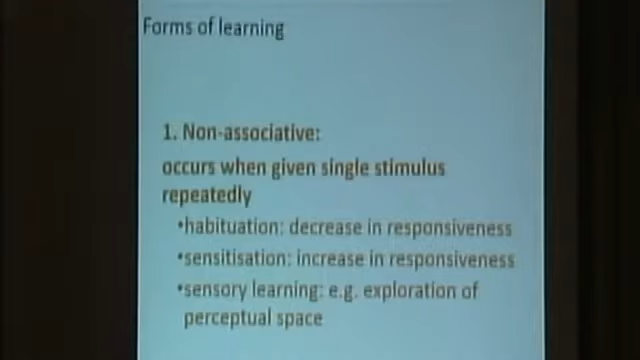 Forms of learning
1. Non-associative:
occurs when given single stimulus
repeatedly
•habituation: decrease in responsiveness
•sensitisation: increase in responsiveness
•sensory learning: e.g. exploration of
perceptual space